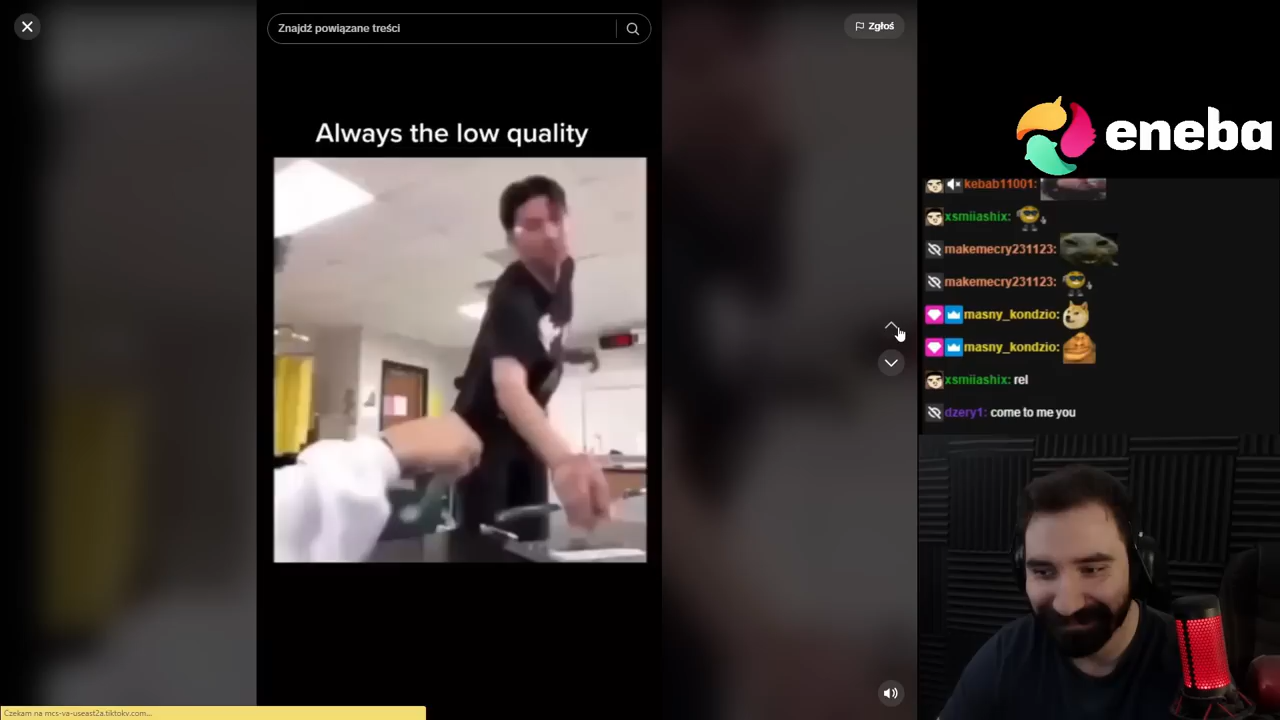 Znajdź powiązane treści
Zgłoś
Always the low quality
eneba
kebab11001:
xsmiiashix:
makemecry231123:
makemecry231123:
masny_kondzio:
masny_kondzio:
xsmiiashix: rel
dzery1: come to me you
Czekam na mcs-va-useast2a.tiktokv.com...